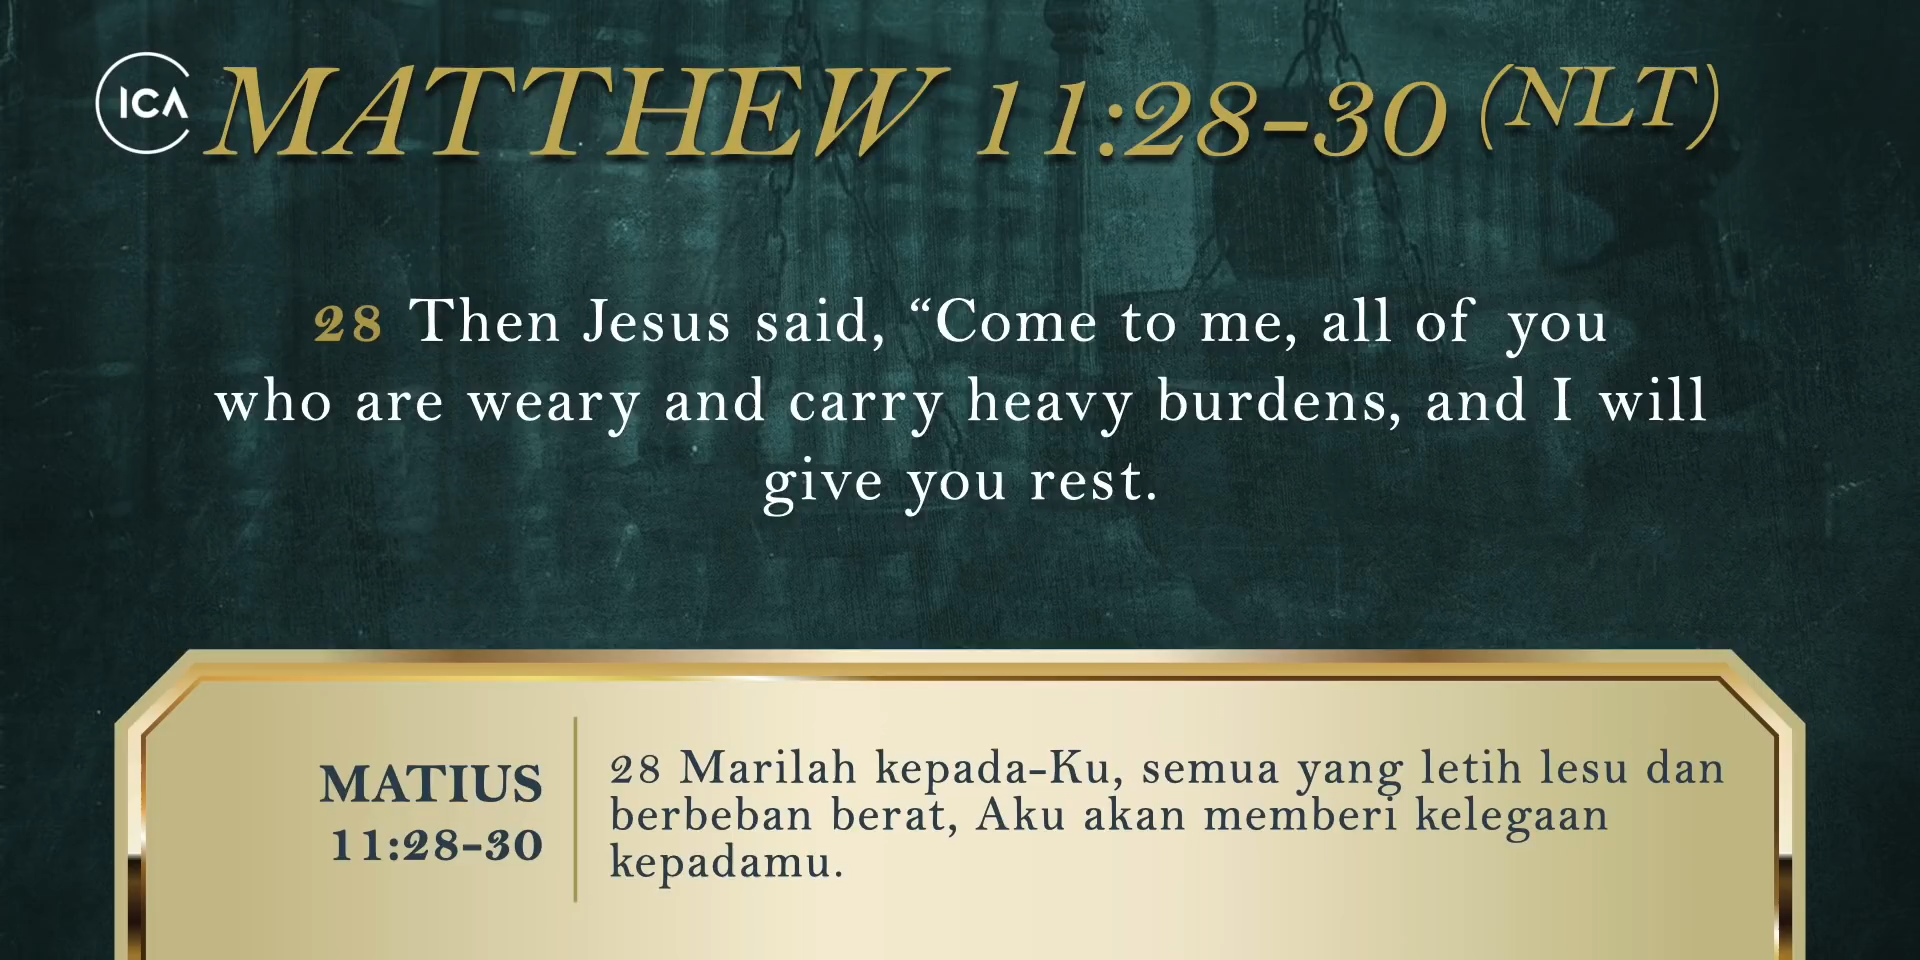 ICA
MATTHEW 11:28-30 (NLT)
28 Then Jesus said, “Come to me, all of you
who are weary and carry heavy burdens, and I will
give you rest.
MATIUS
11:28-30
28 Marilah kepada-Ku, semua yang letih lesu dan
berbeban berat, Aku akan memberi kelegaan
kepadamu.